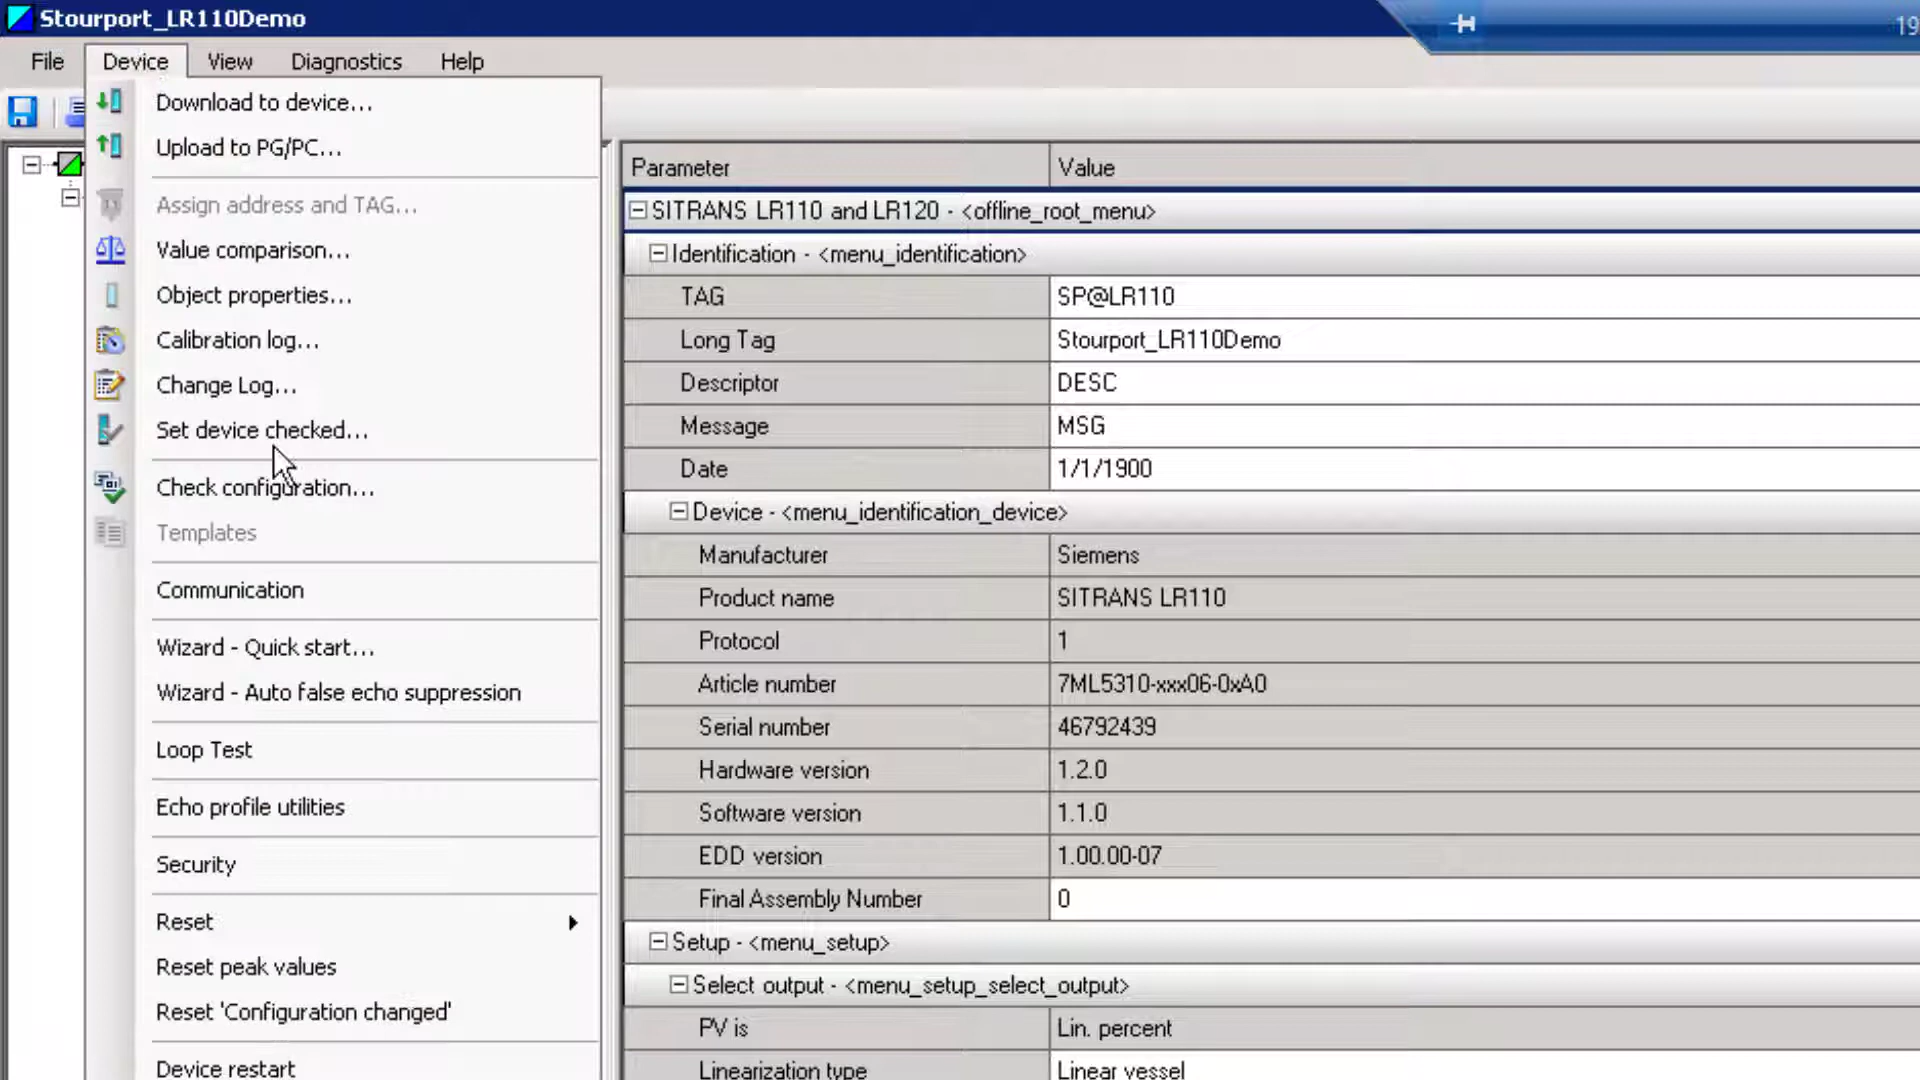 Stourport_LR110Demo
19
File Device View Diagnostics Help
Download to device...
Upload to PG/PC...
Assign address and TAG...
Value comparison...
Object properties...
Calibration log...
Change Log...
Set device checked...
Check configuration...
Templates
Communication
Wizard - Quick start...
Wizard - Auto false echo suppression
Loop Test
Echo profile utilities
Security
Reset
Reset peak values
Reset 'Configuration changed'
Device restart
Parameter Value
SITRANS LR110 and LR120 - <offline_root_menu>
Identification - <menu_identification>
TAG SP@LR110
Long Tag Stourport_LR110Demo
Descriptor DESC
Message MSG
Date 1/1/1900
Device - <menu_identification_device>
Manufacturer Siemens
Product name SITRANS LR110
Protocol 1
Article number 7ML5310-xxx06-0xA0
Serial number 46792439
Hardware version 1.2.0
Software version 1.1.0
EDD version 1.00.00-07
Final Assembly Number 0
Setup - <menu_setup>
Select output - <menu_setup_select_output>
PV is Lin. percent
Linearization type Linear vessel